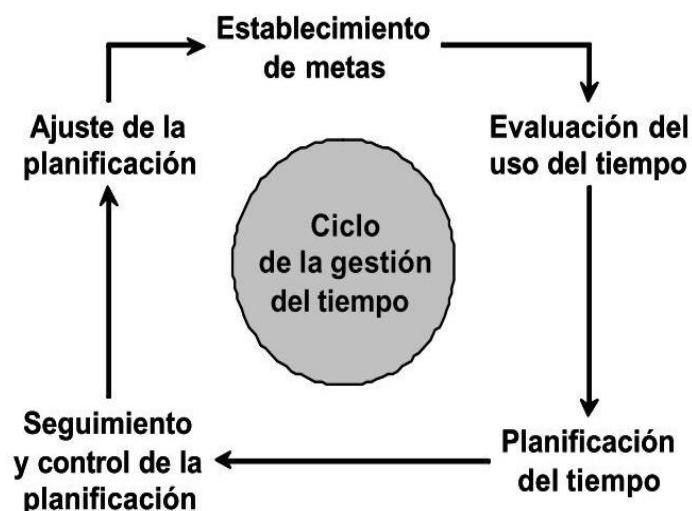 Establecimiento
de metas
Evaluación del
uso del tiempo
Planificación
del tiempo
Seguimiento
y control de la
planificación
Ajuste de la
planificación
Ciclo
de la gestión
del tiempo